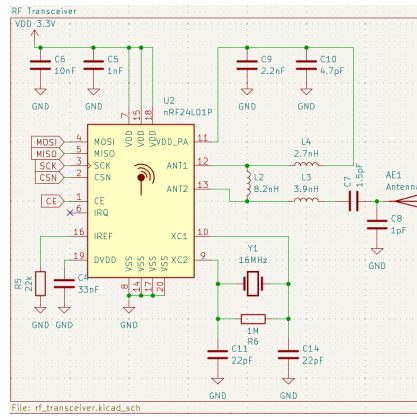 RF Transceiver
VDD 3.3V
C6
10nF
C5
1nF
C9
2.2nF
C10
4.7pF
GND
GND
GND
GND
U2
nRF24L01P
7
15
18
VDD
VDD
VDD
MOSI
4
MOSI
VDD_PA
11
MISO
5
MISO
SCK
3
SCK
ANT1
12
CSN
2
CSN
ANT2
13
CE
1
CE
6
IRQ
16
IREF
XC1
10
19
DVDD
XC2
9
VSS
VSS
VSS
VSS
8
14
17
20
L4
2.7nH
L2
8.2nH
L3
3.9nH
C7
1.5pF
AE1
Antenna
C8
1pF
GND
R5
22k
C4
33nF
GND
GND
GND
Y1
16MHz
1M
R6
C11
22pF
C14
22pF
GND
GND
File: rf_transceiver.kicad_sch